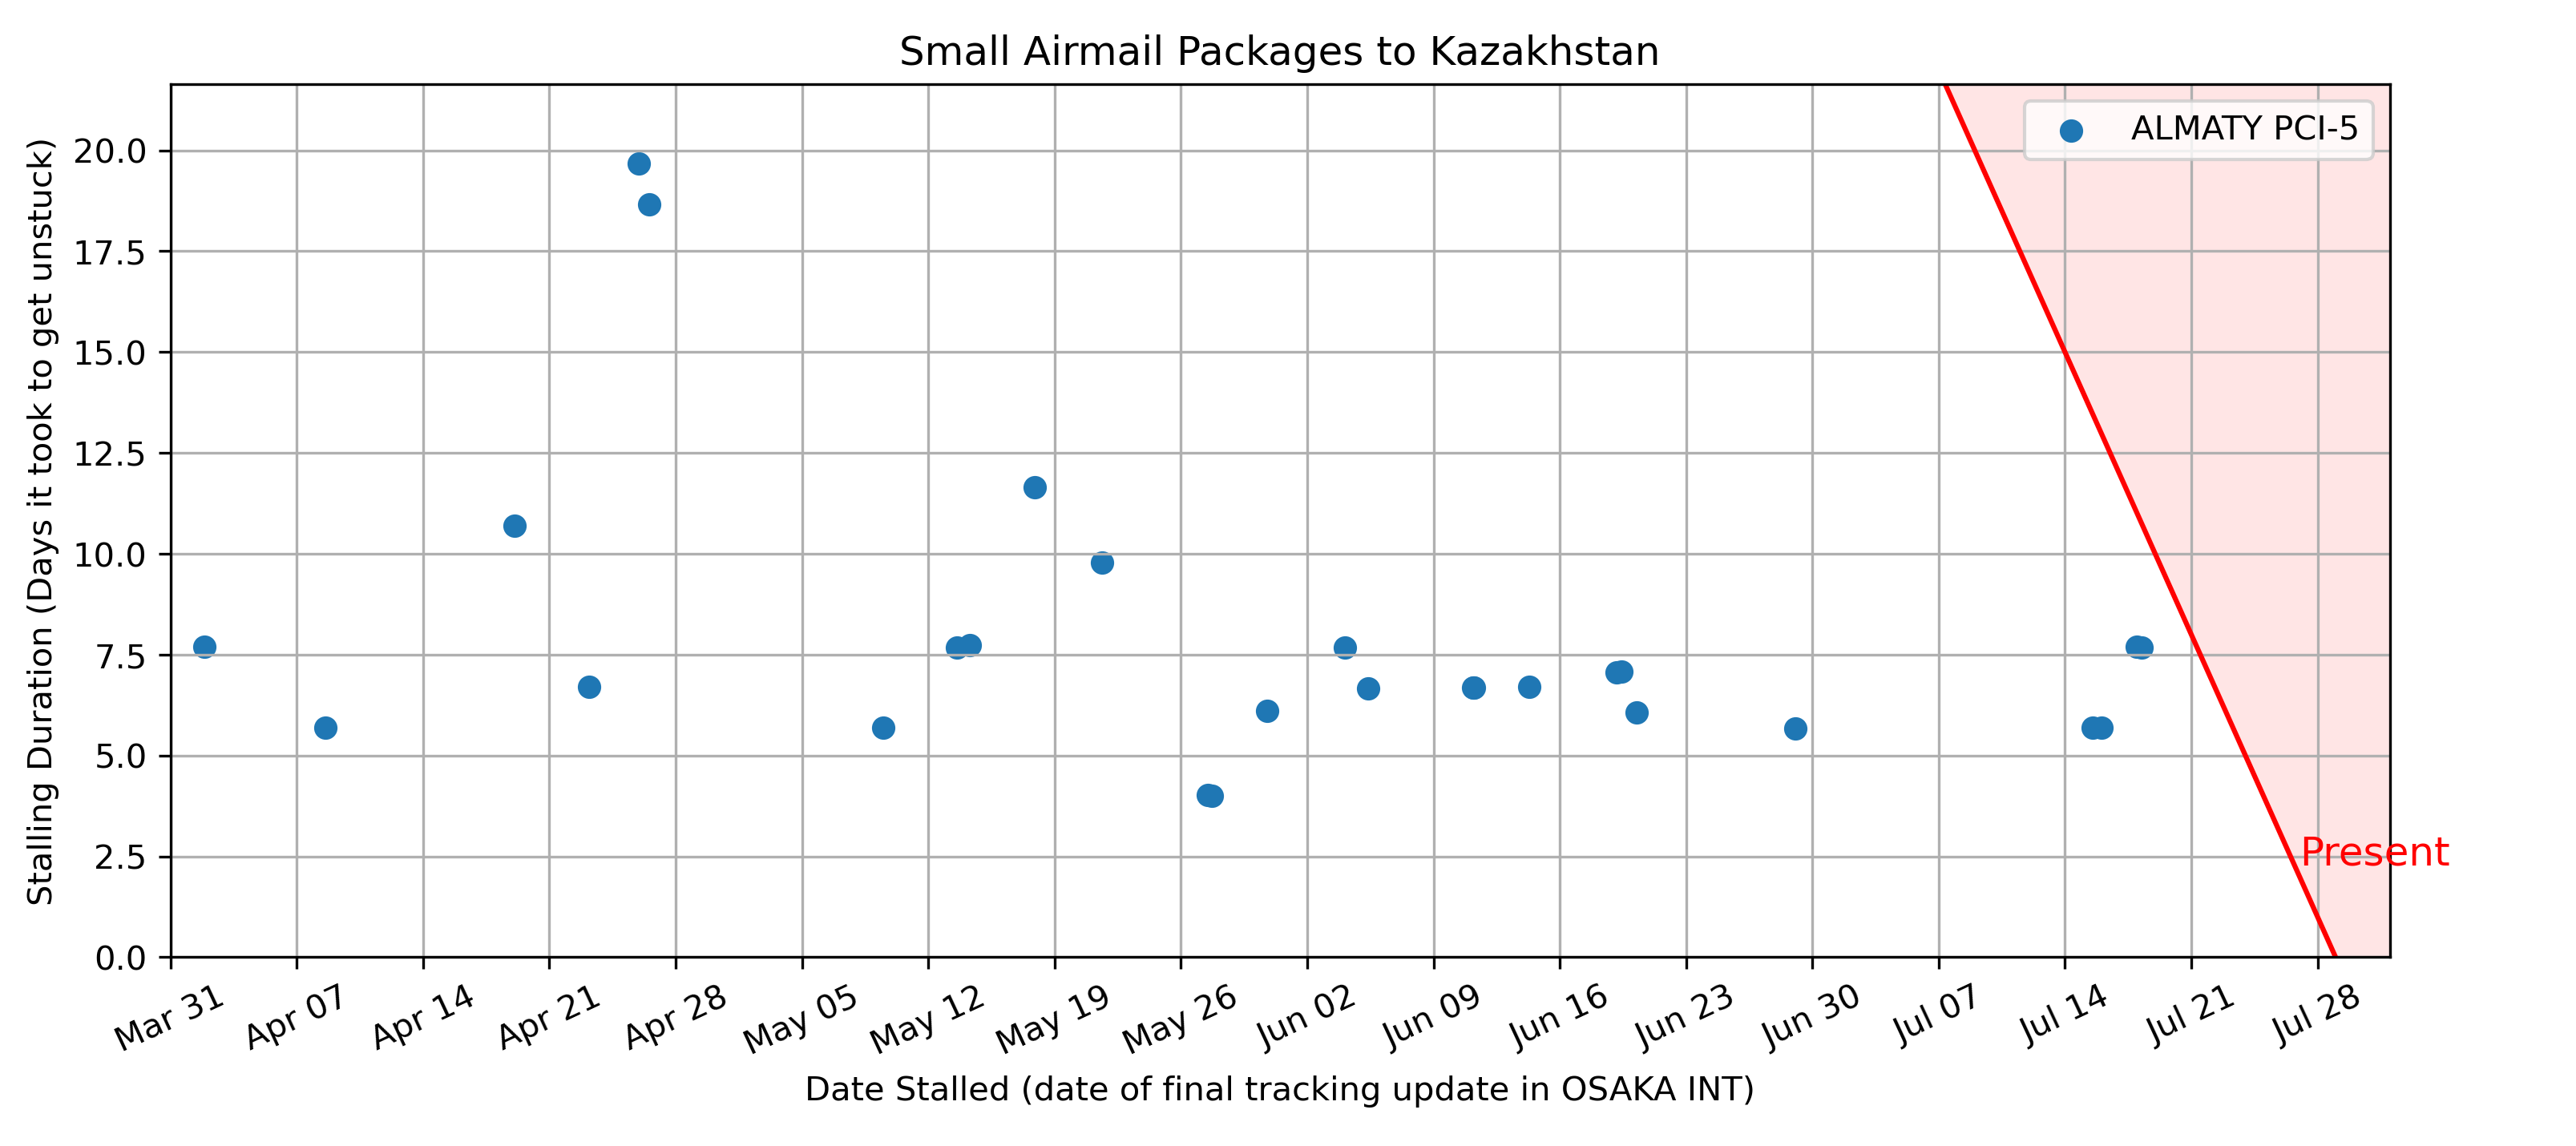 Small Airmail Packages to Kazakhstan
ALMATY PCI-5
Stalling Duration (Days it took to get unstuck)
20.0
17.5
15.0
12.5
10.0
7.5
5.0
2.5
0.0
Present
Mar 31 Apr 07 Apr 14 Apr 21 Apr 28 May 05 May 12 May 19 May 26 Jun 02 Jun 09 Jun 16 Jun 23 Jun 30 Jul 07 Jul 14 Jul 21 Jul 28
Date Stalled (date of final tracking update in OSAKA INT)